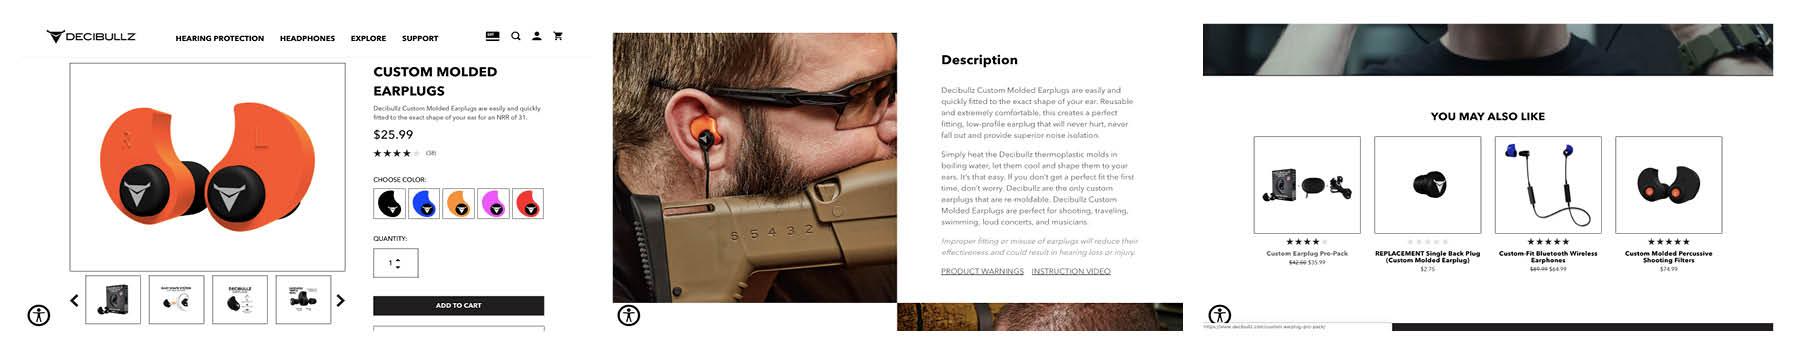 DECIBULLZ
HEARING PROTECTION HEADPHONES EXPLORE SUPPORT
CUSTOM MOLDED
EARPLUGS
Decibullz Custom Molded Earplugs are easily and quickly
fitted to the exact shape of your ear for an NRR of 31.
$25.99
(38)
CHOOSE COLOR:
QUANTITY:
1
ADD TO CART
R L
S.5432
Description
Decibullz Custom Molded Earplugs are easily and
quickly fitted to the exact shape of your ear. Reusable
and extremely comfortable, this creates a perfect
fitting, low-profile earplug that will never hurt, never
fall out and provide superior noise isolation.
Simply heat the Decibullz thermoplastic molds in
boiling water, let them cool and shape them to your
ears. It's that easy. If you don't get a perfect fit the first
time, don't worry. Decibullz are the only custom
earplugs that are re-moldable. Decibullz Custom
Molded Earplugs are perfect for shooting, traveling,
swimming, loud concerts, and musicians.
Improper fitting or misuse of earplugs will reduce their
effectiveness and could result in hearing loss or injury.
PRODUCT WARNINGS INSTRUCTION VIDEO
YOU MAY ALSO LIKE
Custom Earplug Pro-Pack
$42.00 $35.99
REPLACEMENT Single Back Plug
(Custom Molded Earplug)
$2.75
Custom-Fit Bluetooth Wireless
Earphones
$89.99 $64.99
Custom Molded Percussive
Shooting Filters
$74.99
https://www.decibullz.com/custom-earplug-pro-pack/